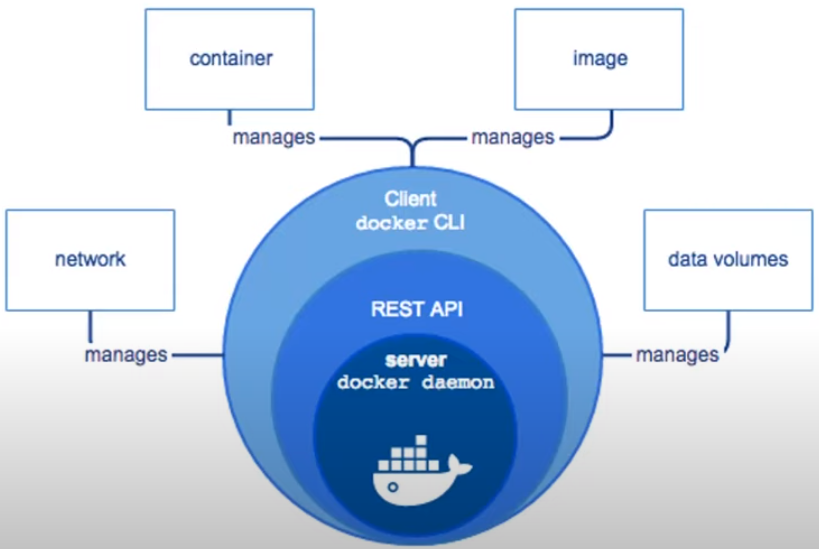 container
image
manages
manages
Client
docker CLI
network
data volumes
REST API
manages
server
manages
docker daemon